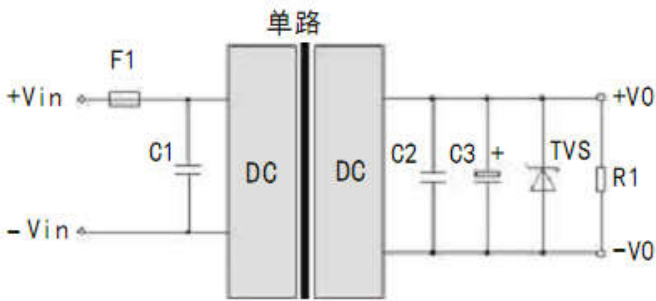 单路
F1
+Vin
C1
-Vin
DC
DC
C2
C3
+
TVS
R1
+VO
-VO